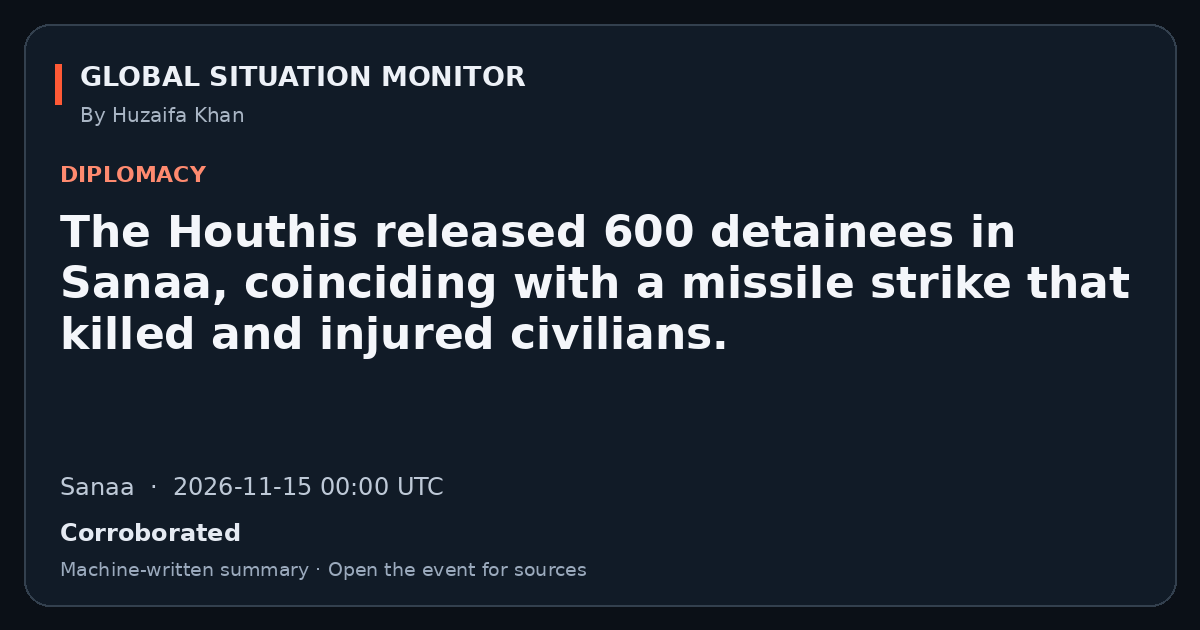 GLOBAL SITUATION MONITOR
By Huzaifa Khan
DIPLOMACY
The Houthis released 600 detainees in
Sanaa, coinciding with a missile strike that
killed and injured civilians.
Sanaa · 2026-11-15 00:00 UTC
Corroborated
Machine-written summary · Open the event for sources